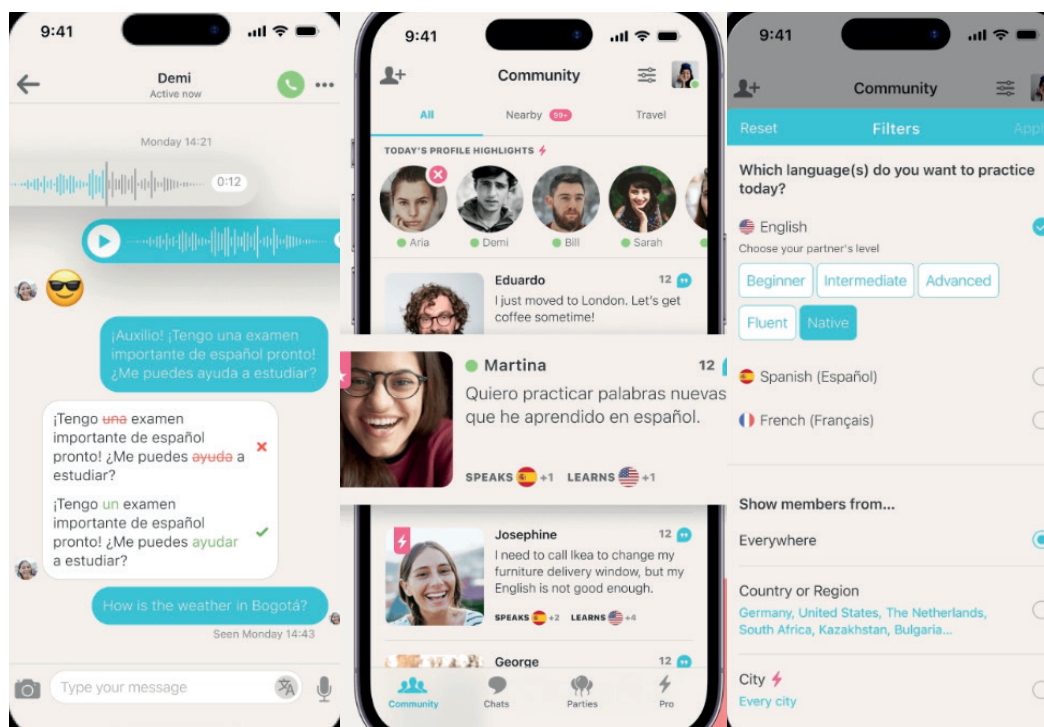 9:41
Demi
Active now
Monday 14:21
0:12
¡Auxilio! ¡Tengo una examen
importante de español pronto!
¿Me puedes ayuda a estudiar?
¡Tengo una examen
importante de español
pronto! ¿Me puedes ayuda a
estudiar?
¡Tengo un examen
importante de español
pronto! ¿Me puedes ayudar
a estudiar?
How is the weather in Bogotá?
Seen Monday 14:43
Type your message
9:41
Community
All
Nearby 99+
Travel
TODAY'S PROFILE HIGHLIGHTS
Aria
Demi
Bill
Sarah
Eduardo 12
I just moved to London. Let's get
coffee sometime!
Martina 12
Quiero practicar palabras nuevas
que he aprendido en español.
SPEAKS +1 LEARNS +1
Josephine 12
I need to call Ikea to change my
furniture delivery window, but my
English is not good enough.
SPEAKS +2 LEARNS +4
George 12
Community
Chats
Parties
Pro
9:41
Community
Reset
Filters
Which language(s) do you want to practice
today?
English
Choose your partner's level
Beginner
Intermediate
Advanced
Fluent
Native
Spanish (Español)
French (Français)
Show members from...
Everywhere
Country or Region
Germany, United States, The Netherlands,
South Africa, Kazakhstan, Bulgaria...
City
Every city